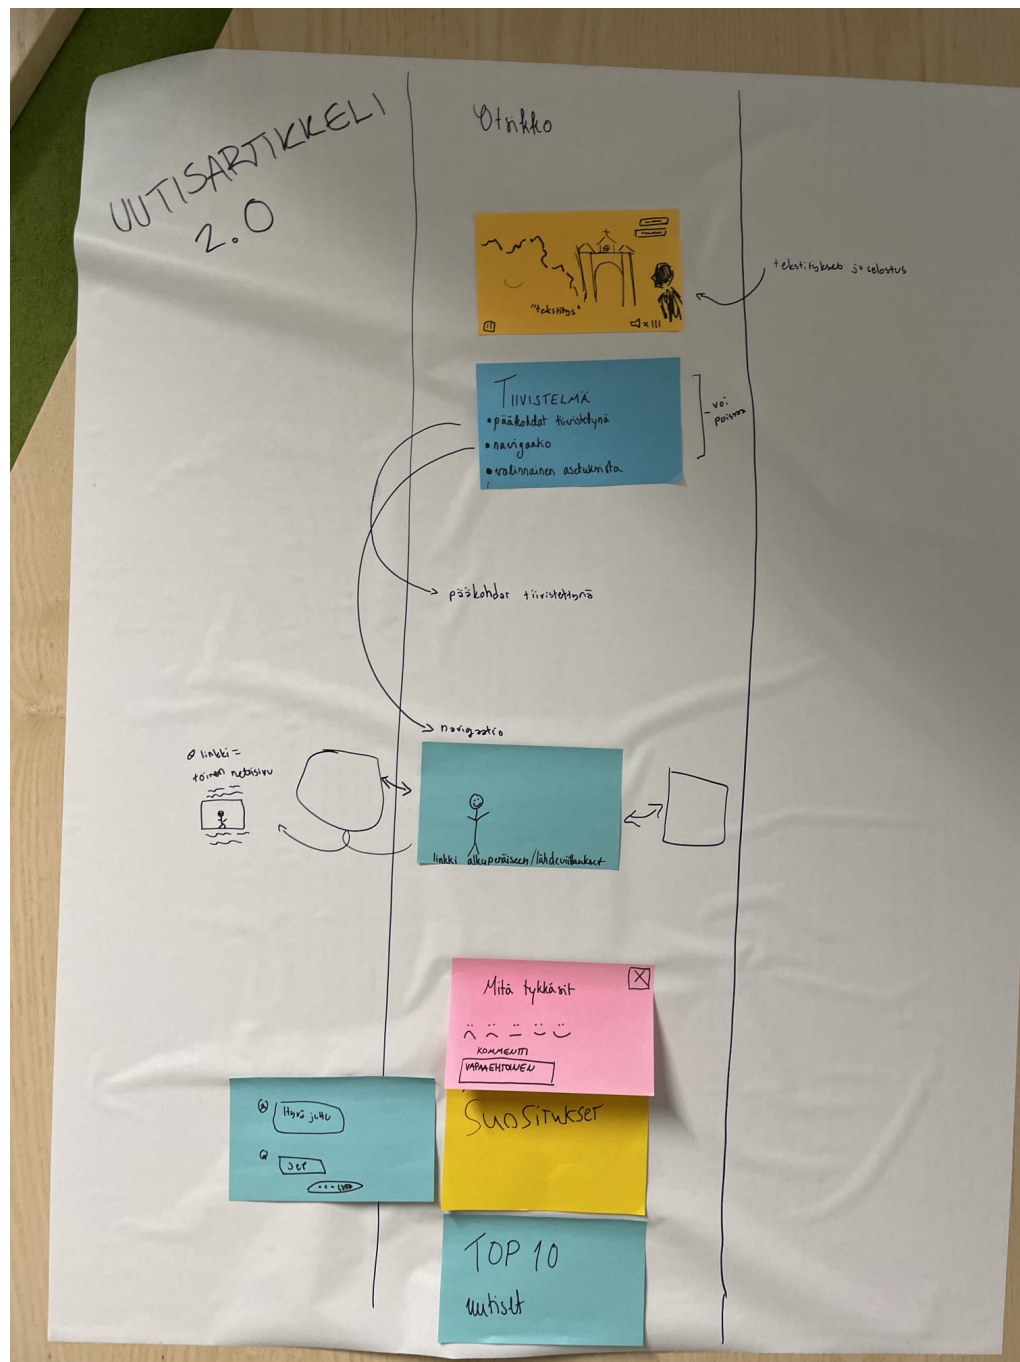 UUTISARTIKKELI
2.0
Otsikko
"tekstitys"
tekstitykset ja selostus
TIIVISTELMÄ
• pääkohdat tiivistettynä
• navigaatio
• valinnainen asetuksista
voi
poistaa
pääkohdat tiivistettynä
navigaatio
linkki =
toinen nettisivu
linkki alkuperäiseen/lähdeviittaukset
Mitä tykkäsit
KOMMENTTI
VAPAAEHTOINEN
Hyvä juttu
Suositukset
TOP 10
uutiset